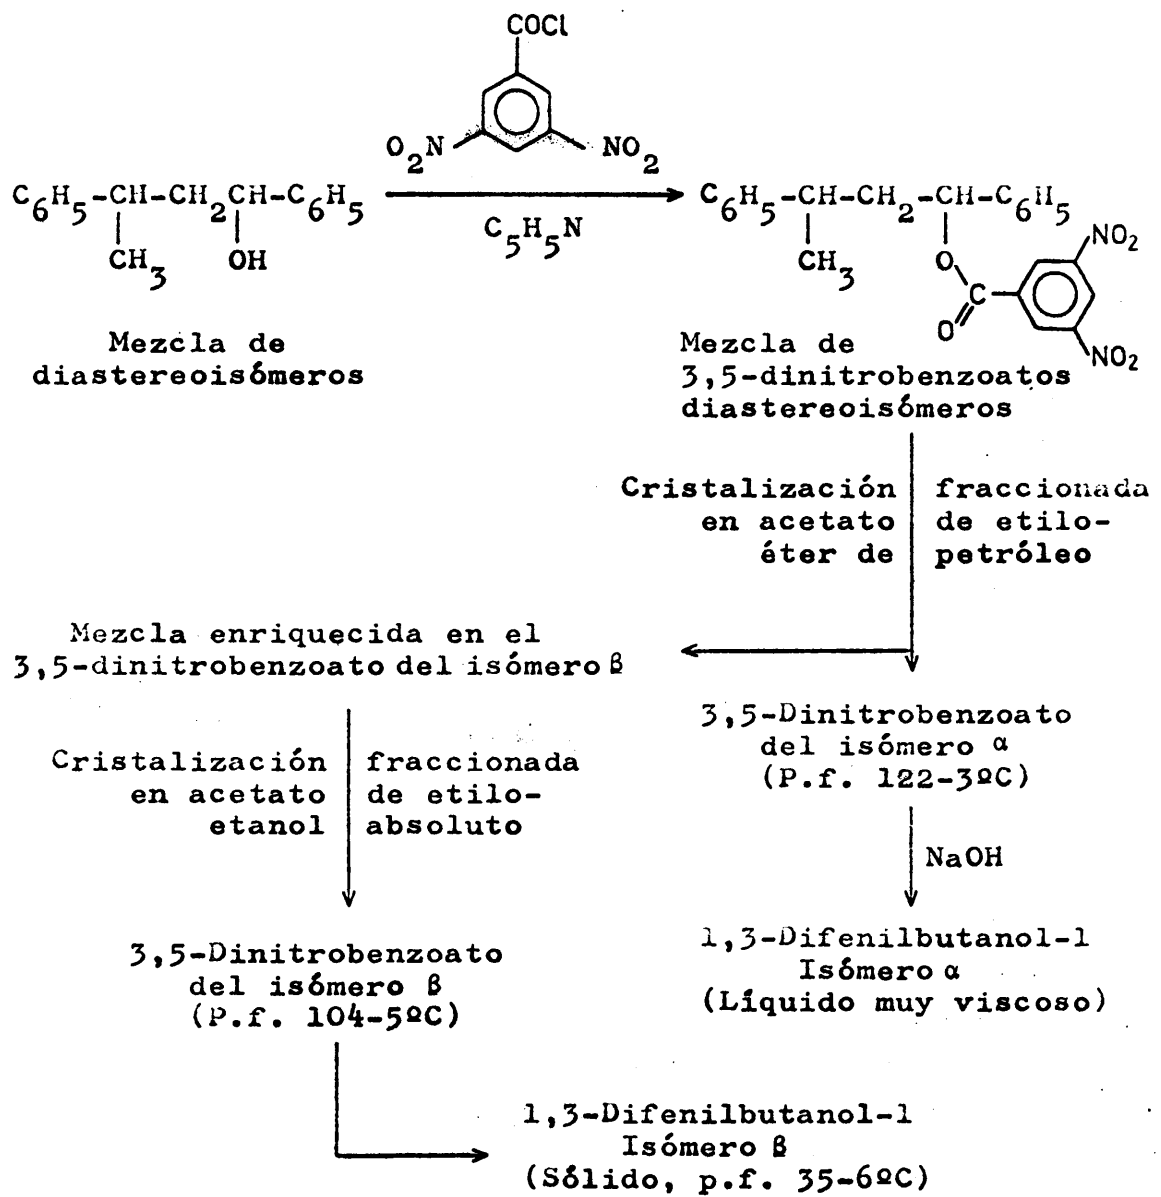 COCl
O2N
NO2
C6H5-CH-CH2CH-C6H5
CH3 OH
C5H5N
C6H5-CH-CH2-CH-C6H5
CH3 O
C
O
NO2
NO2
Mezcla de
diastereoisómeros
Mezcla de
3,5-dinitrobenzoatos
diastereoisómeros
Cristalización fraccionada
en acetato de etilo-
éter de petróleo
Mezcla enriquecida en el
3,5-dinitrobenzoato del isómero β
3,5-Dinitrobenzoato
del isómero α
(P.f. 122-3ºC)
Cristalización fraccionada
en acetato de etilo-
etanol absoluto
NaOH
3,5-Dinitrobenzoato
del isómero β
(P.f. 104-5ºC)
1,3-Difenilbutanol-1
Isómero α
(Líquido muy viscoso)
1,3-Difenilbutanol-1
Isómero β
(Sólido, p.f. 35-6ºC)